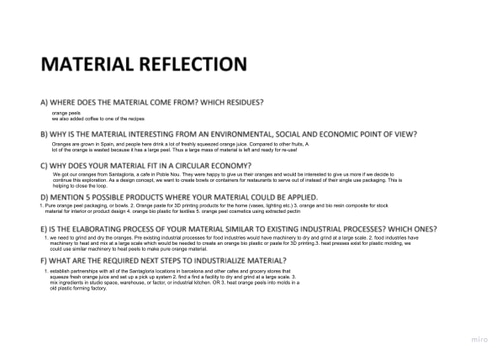 MATERIAL REFLECTION
A) WHERE DOES THE MATERIAL COME FROM? WHICH RESIDUES?
orange peels
we also added coffee to one of the recipes
B) WHY IS THE MATERIAL INTERESTING FROM AN ENVIRONMENTAL, SOCIAL AND ECONOMIC POINT OF VIEW?
Oranges are grown in Spain, and people here drink a lot of freshly squeezed orange juice. Compared to other fruits, A
lot of the orange is wasted because it has a large peel. Thus a large mass of material is left and ready for re-use!
C) WHY DOES YOUR MATERIAL FIT IN A CIRCULAR ECONOMY?
We got our oranges from Santagloria, a cafe in Poble Nou. They were happy to us their oranges and would be interested to give us more if we decide to
continue this exploration. As a design concept, we want to create bowls or containers for restaurants to serve out of instead of their single use packaging. This is
helping to close the loop.
D) MENTION 5 POSSIBLE PRODUCTS WHERE YOUR MATERIAL COULD BE APPLIED.
1. Pure orange peel packaging, or bowls. 2. Orange paste for 3D printing products for the home (vases, lighting etc.) 3. orange and bio resin composite for stock
material for interior or product design 4. orange bio plastic for textiles 5. orange peel cosmetics using extracted pectin
E) IS THE ELABORATING PROCESS OF YOUR MATERIAL SIMILAR TO EXISTING INDUSTRIAL PROCESSES? WHICH ONES?
1. we need to grind and dry the oranges. Pre existing industrial processes for food industries would have machinery to dry and grind at a large scale. 2. food industries have
machinery to heat and mix at a large scale which would be needed to create an orange bio plastic or paste for 3D printing.3. heat presses exist for plastic molding, we
could use similar machinery to heat peels to make pure orange material.
F) WHAT ARE THE REQUIRED NEXT STEPS TO INDUSTRIALIZE MATERIAL?
1. establish partnerships with all of the Santagloria locations in barcelona and other cafes and grocery stores that
squeeze fresh orange juice and set up a pick up system 2. find a find a facility to dry and grind at a large scale. 3.
mix ingredients in studio space, warehouse, or factor, or industrial kitchen. OR 3. heat orange peels into molds in a
old plastic forming factory.
miro